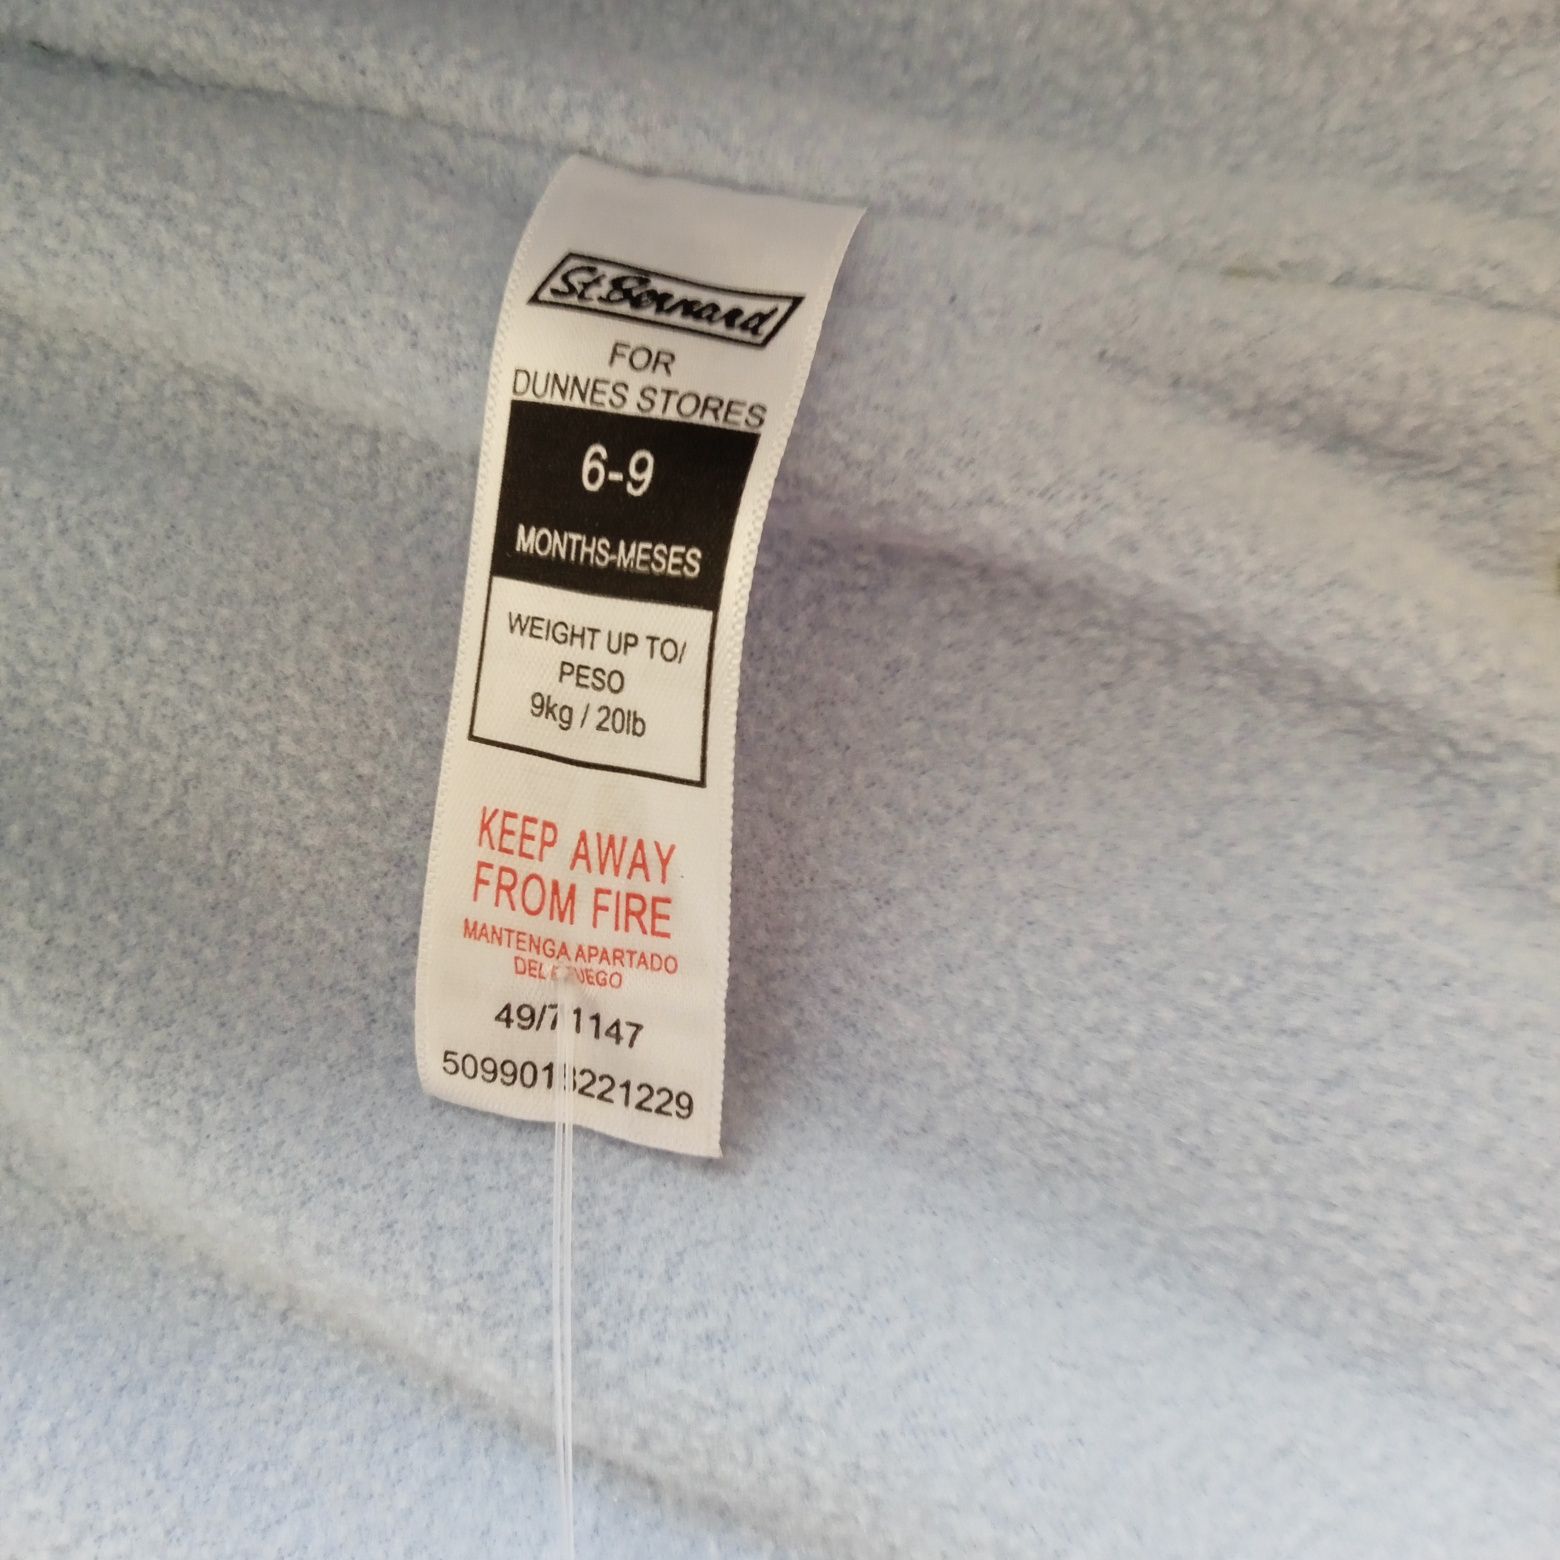 St Bernard
FOR
DUNNES STORES
6-9
MONTHS-MESES
WEIGHT UP TO/
PESO
9kg / 20lb
KEEP AWAY
FROM FIRE
MANTENGA APARTADO
DEL FUEGO
49/71147